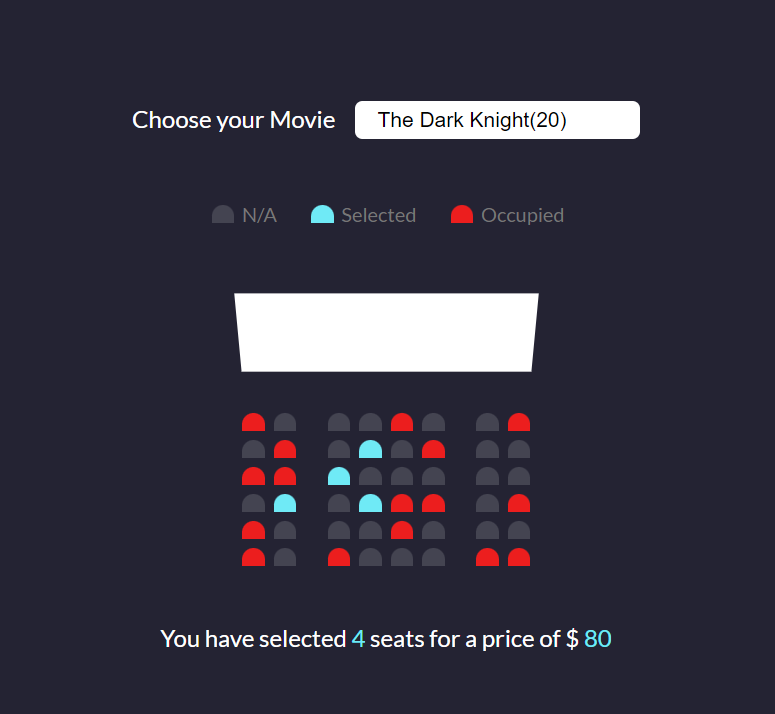 Choose your Movie The Dark Knight(20)
N/A Selected Occupied
You have selected 4 seats for a price of $ 80